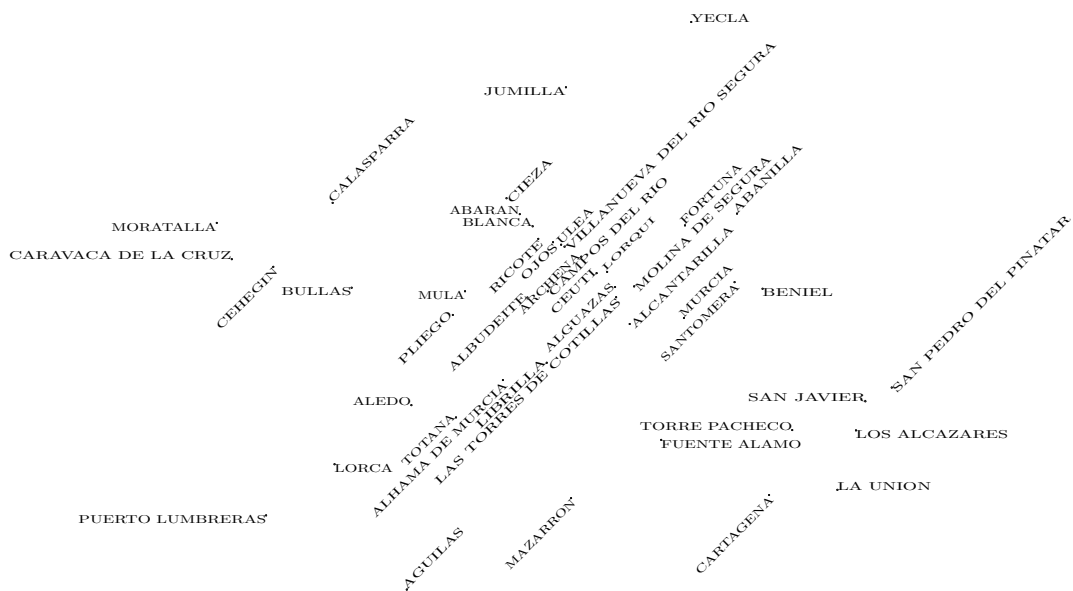 YECLA
JUMILLA
VILLANUEVA DEL RIO SEGURA
CALASPARRA
CIEZA
FORTUNA
MOLINA DE SEGURA
ABANILLA
ABARAN
BLANCA
MORATALLA
CARAVACA DE LA CRUZ
CEHEGIN
BULLAS
MULA
RICOTE
OJOS
ULEA
CAMPOS DEL RIO
ARCHENA
CEUTI
LORQUI
ALCANTARILLA
MURCIA
SANTOMERA
BENIEL
SAN PEDRO DEL PINATAR
PLIEGO
ALBUDEITE
ALGUAZAS
LAS TORRES DE COTILLAS
LIBRILLA
ALHAMA DE MURCIA
TOTANA
ALEDO
SAN JAVIER
TORRE PACHECO
FUENTE ALAMO
LOS ALCAZARES
LORCA
LA UNION
PUERTO LUMBRERAS
AGUILAS
MAZARRON
CARTAGENA